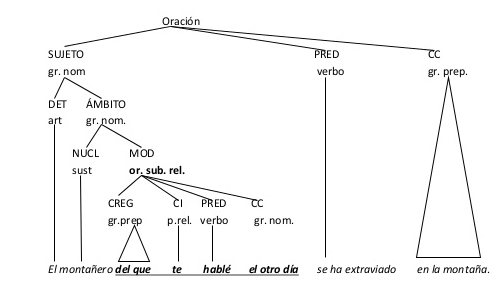 Oración
SUJETO PRED CC
gr. nom verbo gr. prep.
DET ÁMBITO
art gr. nom.
NUCL MOD
sust or. sub. rel.
CREG CI PRED CC
gr.prep p.rel. verbo gr. nom.
El montañero del que te hablé el otro día se ha extraviado en la montaña.